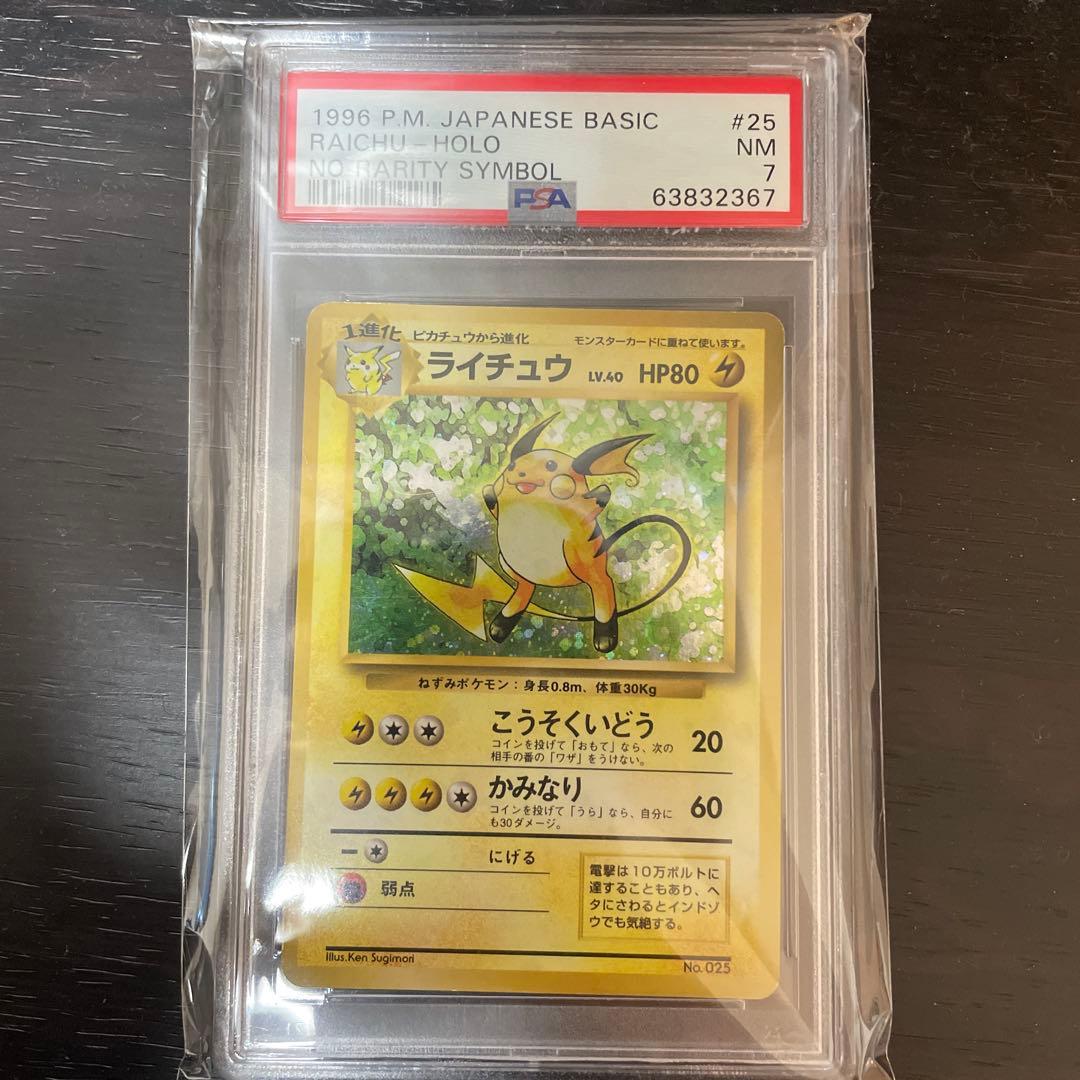 1996 P.M. JAPANESE BASIC #25
RAICHU - HOLO NM
NO RARITY SYMBOL 7
PSA 63832367
1進化 ピカチュウから進化 モンスターカードに重ねて使います。
ライチュウ LV.40 HP80
ねずみポケモン：身長0.8m、体重30Kg
こうそくいどう 20
コインを投げて「おもて」なら、次の
相手の番の「ワザ」をうけない。
かみなり 60
コインを投げて「うら」なら、自分に
も30ダメージ。
ー にげる
弱点
電撃は10万ボルトに
達することもあり、ヘ
タにさわるとインドゾ
ウでも気絶する。
Illus.Ken Sugimori No.025